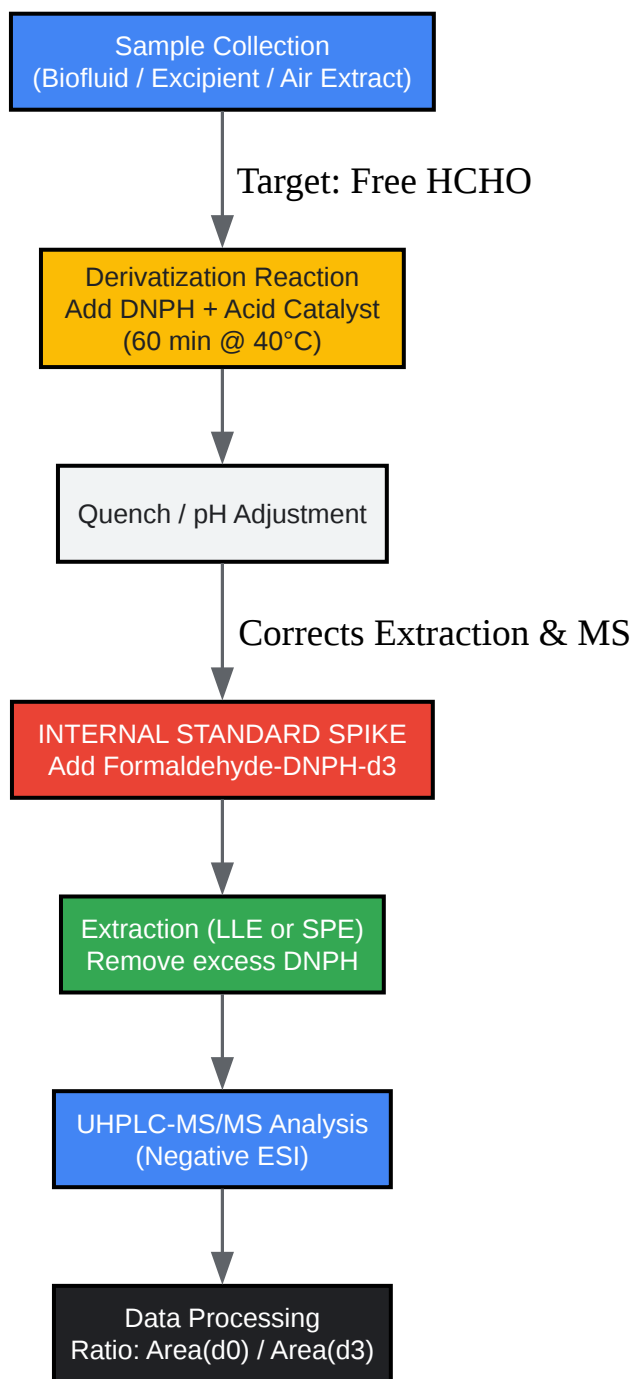 Sample Collection
(Biofluid / Excipient / Air Extract)
Target: Free HCHO
Derivatization Reaction
Add DNPH + Acid Catalyst
(60 min @ 40°C)
Quench / pH Adjustment
Corrects Extraction & MS
INTERNAL STANDARD SPIKE
Add Formaldehyde-DNPH-d3
Extraction (LLE or SPE)
Remove excess DNPH
UHPLC-MS/MS Analysis
(Negative ESI)
Data Processing
Ratio: Area(d0) / Area(d3)